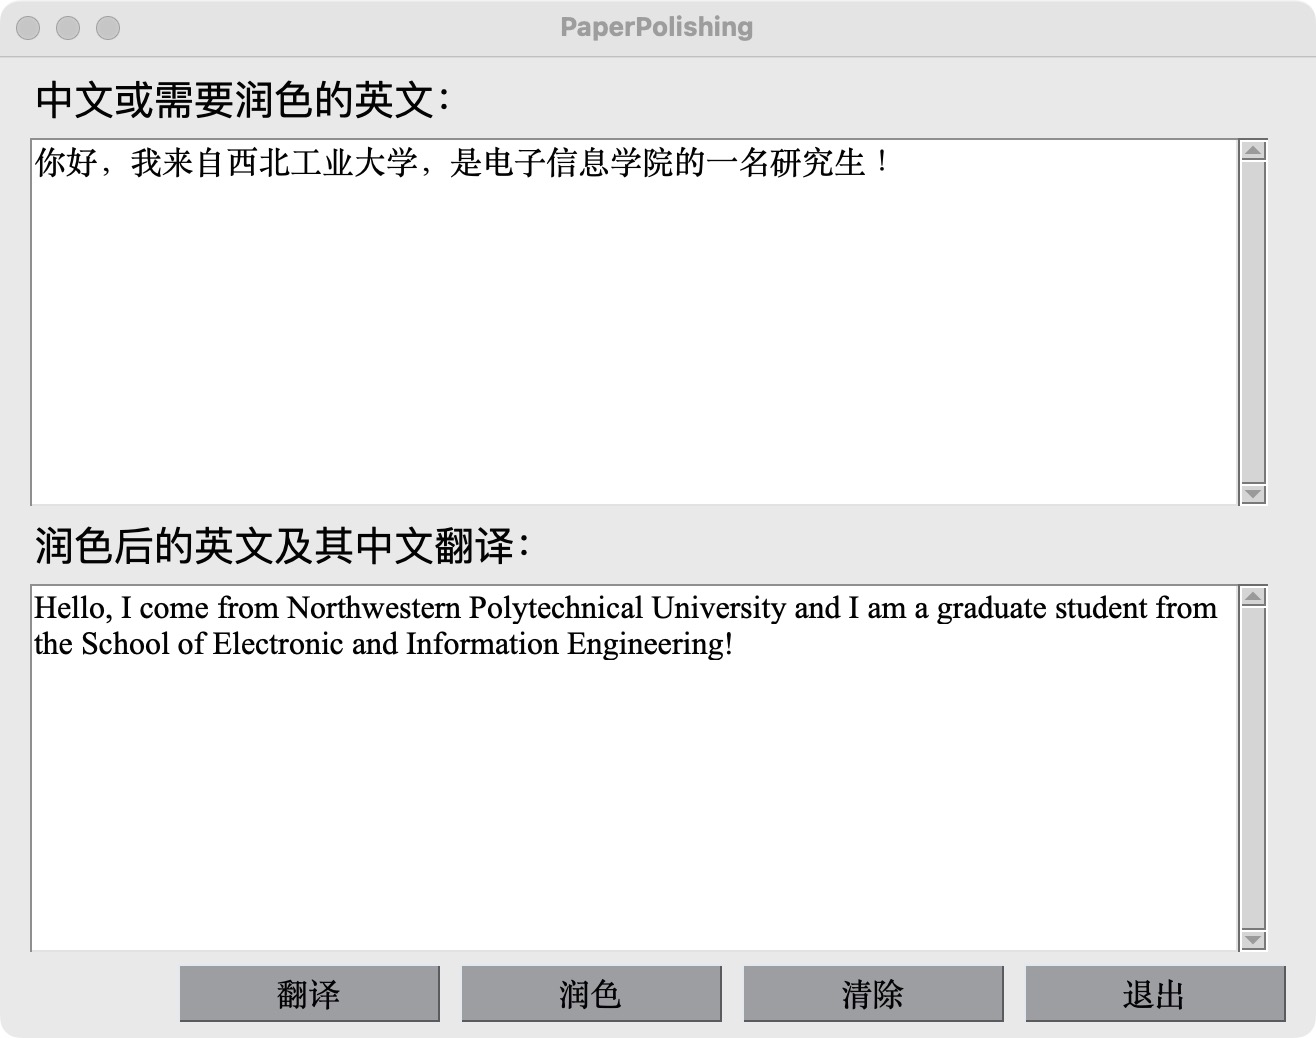 PaperPolishing
中文或需要润色的英文：
你好，我来自西北工业大学，是电子信息学院的一名研究生！
润色后的英文及其中文翻译：
Hello, I come from Northwestern Polytechnical University and I am a graduate student from
the School of Electronic and Information Engineering!
翻译 润色 清除 退出